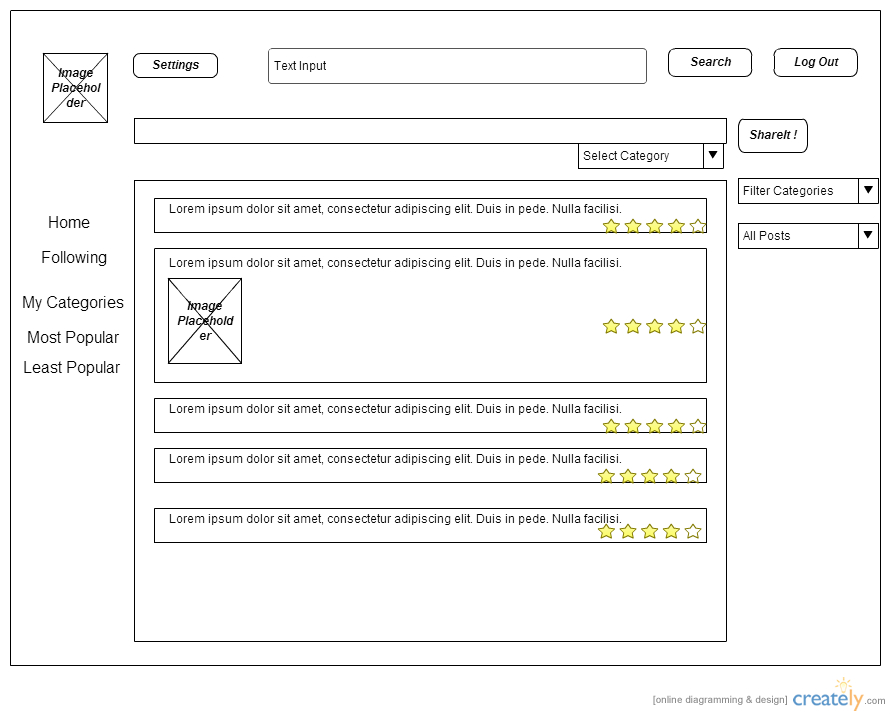 Image
Placehol
der
Settings
Text Input
Search
Log Out
ShareIt !
Select Category
Filter Categories
All Posts
Home
Following
My Categories
Most Popular
Least Popular
Lorem ipsum dolor sit amet, consectetur adipiscing elit. Duis in pede. Nulla facilisi.
Lorem ipsum dolor sit amet, consectetur adipiscing elit. Duis in pede. Nulla facilisi.
Image
Placehold
er
Lorem ipsum dolor sit amet, consectetur adipiscing elit. Duis in pede. Nulla facilisi.
Lorem ipsum dolor sit amet, consectetur adipiscing elit. Duis in pede. Nulla facilisi.
Lorem ipsum dolor sit amet, consectetur adipiscing elit. Duis in pede. Nulla facilisi.
[online diagramming & design] creately.com